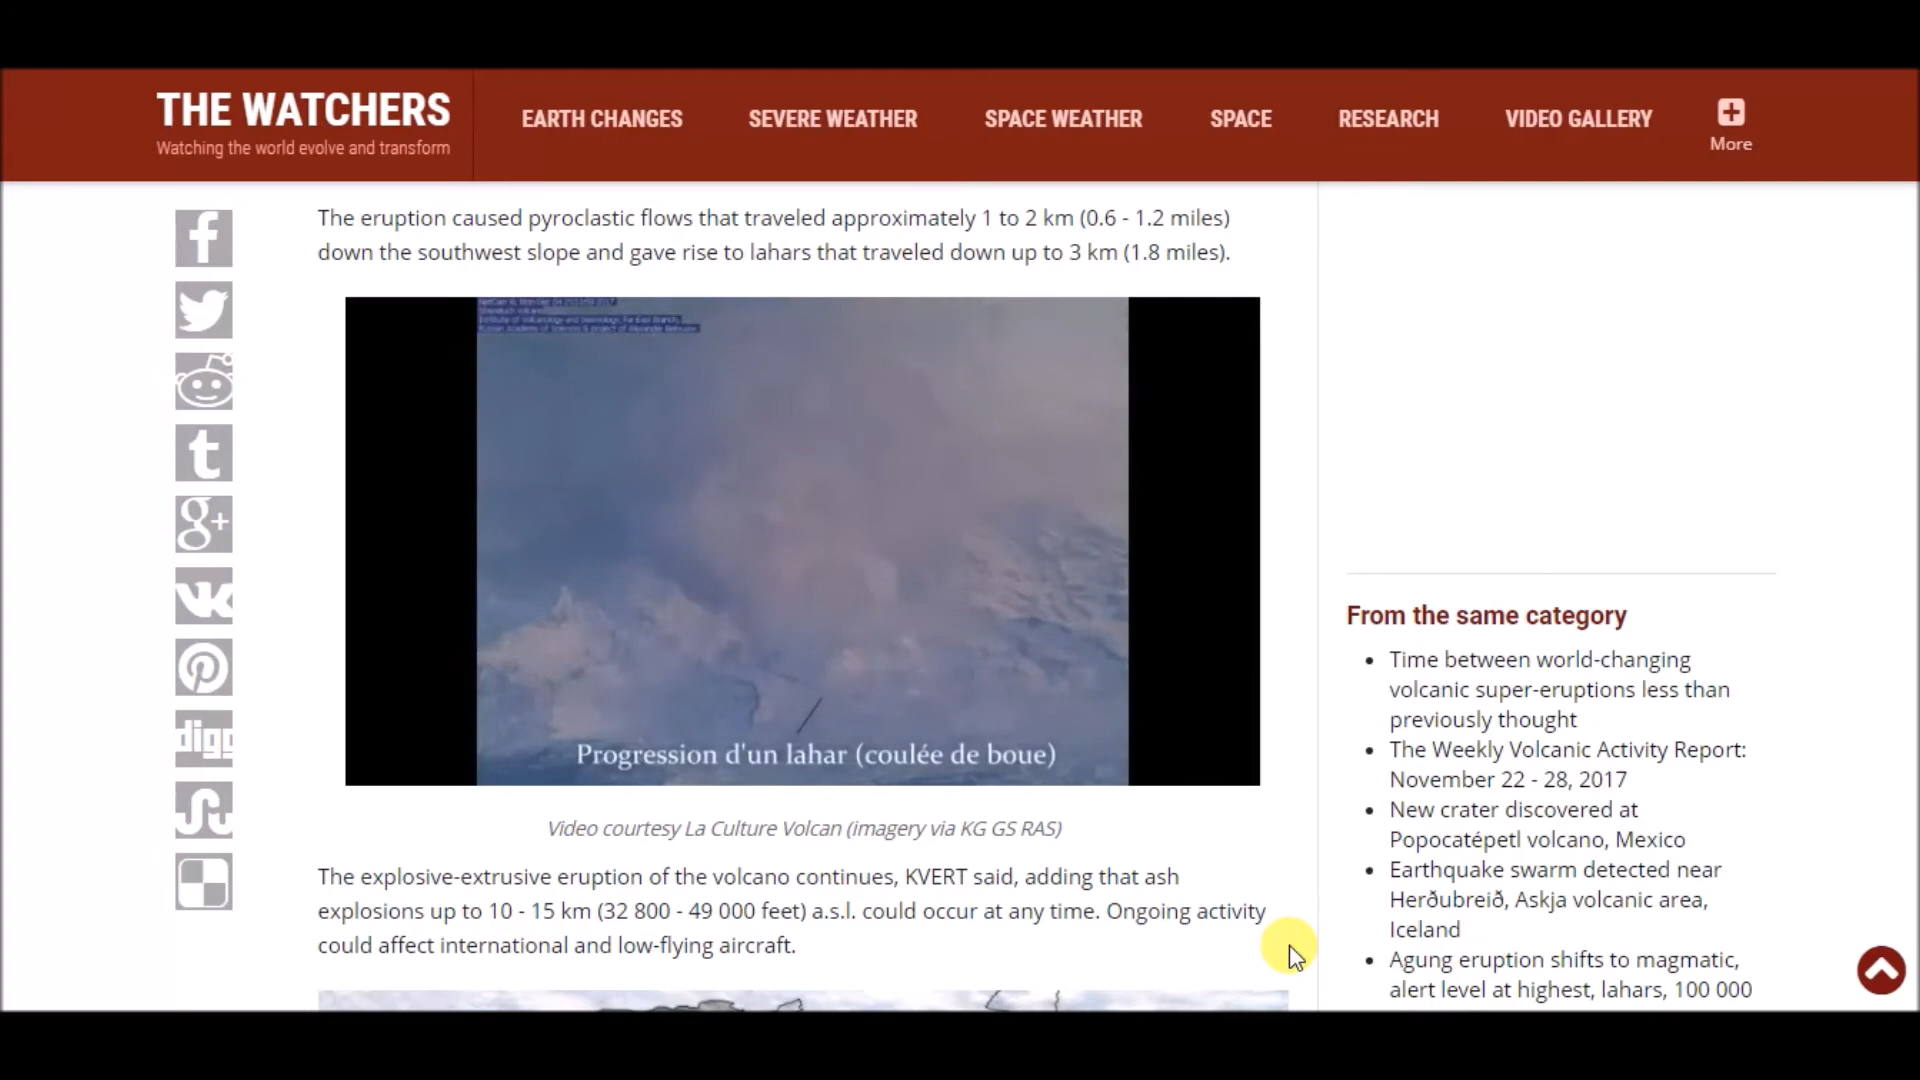 THE WATCHERS
Watching the world evolve and transform
EARTH CHANGES
SEVERE WEATHER
SPACE WEATHER
SPACE
RESEARCH
VIDEO GALLERY
More
The eruption caused pyroclastic flows that traveled approximately 1 to 2 km (0.6 - 1.2 miles)
down the southwest slope and gave rise to lahars that traveled down up to 3 km (1.8 miles).
Progression d'un lahar (coulée de boue)
Video courtesy La Culture Volcan (imagery via KG GS RAS)
The explosive-extrusive eruption of the volcano continues, KVERT said, adding that ash
explosions up to 10 - 15 km (32 800 - 49 000 feet) a.s.l. could occur at any time. Ongoing activity
could affect international and low-flying aircraft.
From the same category
Time between world-changing
volcanic super-eruptions less than
previously thought
The Weekly Volcanic Activity Report:
November 22 - 28, 2017
New crater discovered at
Popocatépetl volcano, Mexico
Earthquake swarm detected near
Herðubreið, Askja volcanic area,
Iceland
Agung eruption shifts to magmatic,
alert level at highest, lahars, 100 000